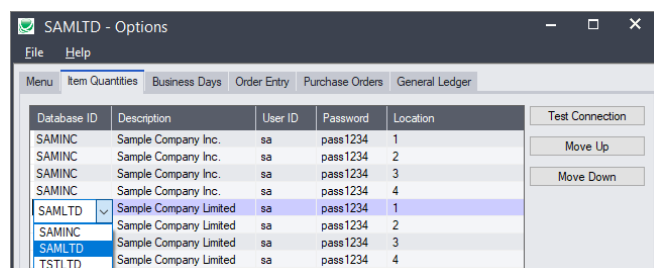 SAMLTD - Options
File Help
Menu Item Quantities Business Days Order Entry Purchase Orders General Ledger
Database ID Description User ID Password Location Test Connection
SAMINC Sample Company Inc. sa pass1234 1
Move Up
SAMINC Sample Company Inc. sa pass1234 2
SAMINC Sample Company Inc. sa pass1234 3
Move Down
SAMINC Sample Company Inc. sa pass1234 4
SAMLTD Sample Company Limited sa pass1234 1
SAMINC Sample Company Limited sa pass1234 2
SAMLTD Sample Company Limited sa pass1234 3
TSTLTD Sample Company Limited sa pass1234 4